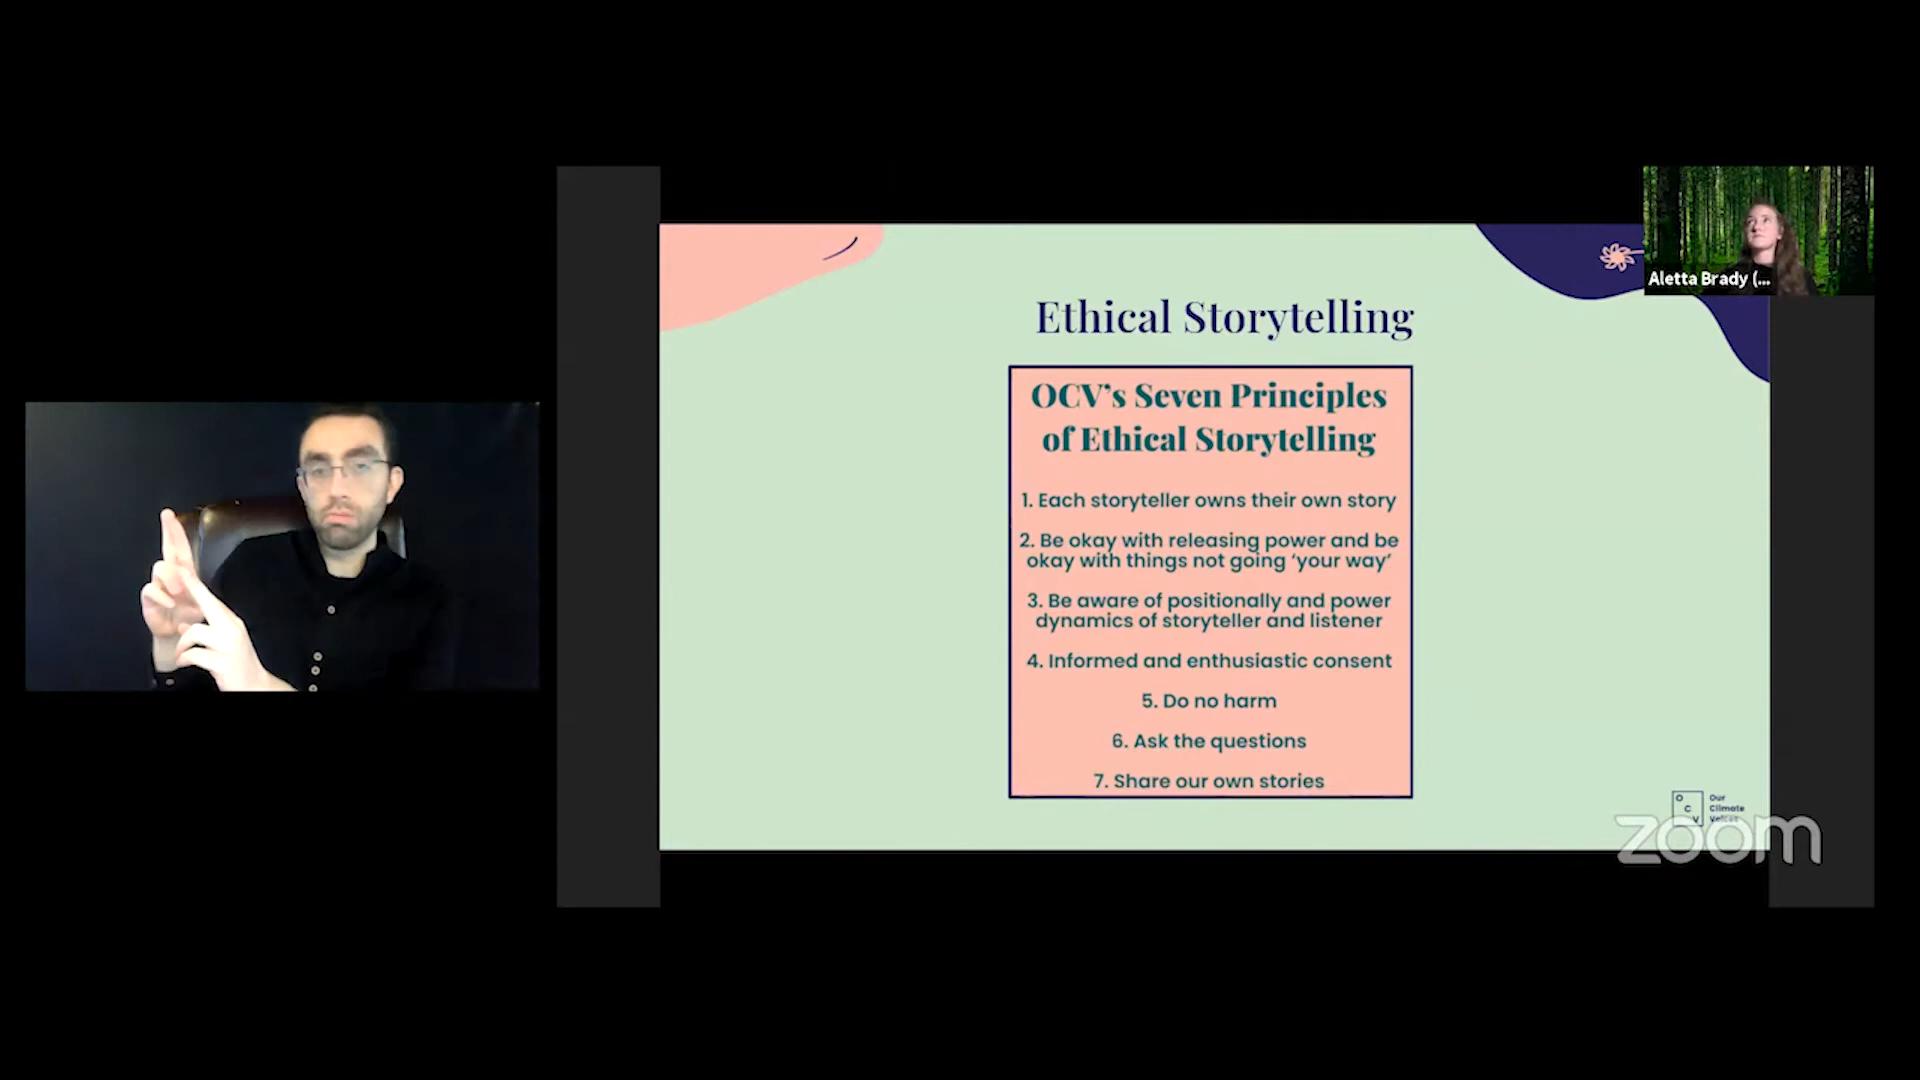 Aletta Brady (...
Ethical Storytelling
OCV's Seven Principles
of Ethical Storytelling
1. Each storyteller owns their own story
2. Be okay with releasing power and be
okay with things not going 'your way'
3. Be aware of positionally and power
dynamics of storyteller and listener
4. Informed and enthusiastic consent
5. Do no harm
6. Ask the questions
7. Share our own stories
O
C
V
Our
Climate
Voices
zoom